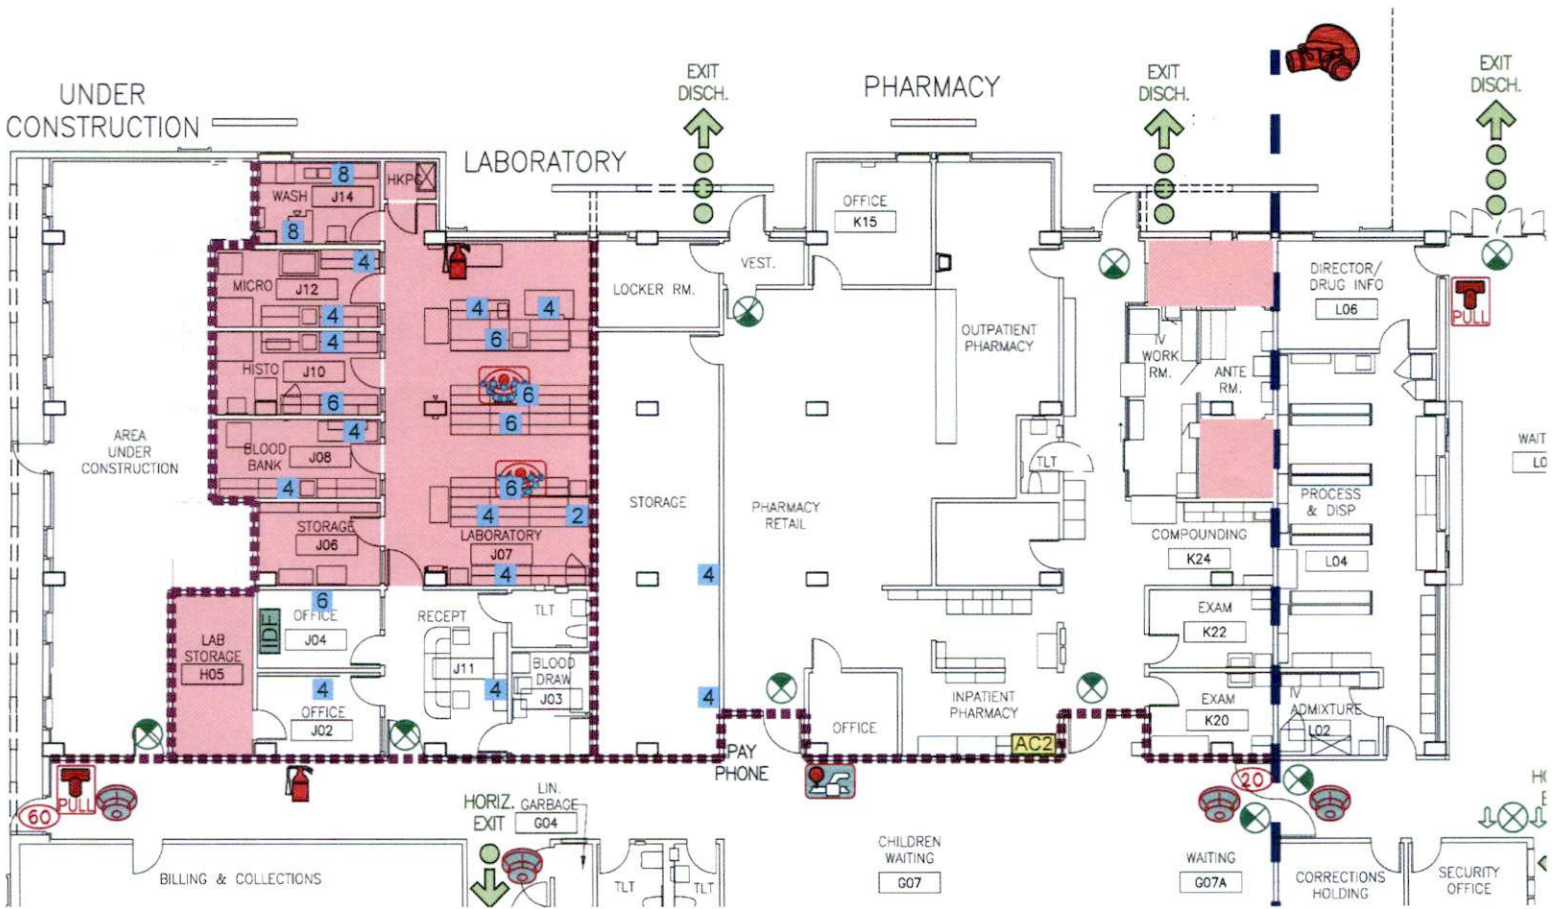 EXIT
DISCH.
EXIT
DISCH.
EXIT
DISCH.
UNDER
CONSTRUCTION
PHARMACY
LABORATORY
8
WASH
J14
HKPG
8
OFFICE
K15
4
MICRO
J12
4
VEST.
LOCKER RM.
DIRECTOR/
DRUG INFO
L06
PULL
4
4
6
4
HISTO
J10
6
OUTPATIENT
PHARMACY
IV
WORK
RM.
ANTE
RM.
6
6
4
BLOOD
BANK
J08
4
AREA
UNDER
CONSTRUCTION
TLT
WAIT
L0
6
4
2
STORAGE
PHARMACY
RETAIL
PROCESS
& DISP
L04
STORAGE
J06
LABORATORY
J07
4
4
COMPOUNDING
K24
6
OFFICE
J04
IDF
RECEPT
TLT
EXAM
K22
LAB
STORAGE
H05
J11
BLOOD
DRAW
J03
4
4
4
OFFICE
J02
OFFICE
INPATIENT
PHARMACY
AC2
EXAM
K20
IV
ADMIXTURE
L02
PAY
PHONE
PULL
60
20
HORIZ.
EXIT
LIN.
GARBAGE
G04
BILLING & COLLECTIONS
TLT
TLT
CHILDREN
WAITING
G07
WAITING
G07A
CORRECTIONS
HOLDING
SECURITY
OFFICE